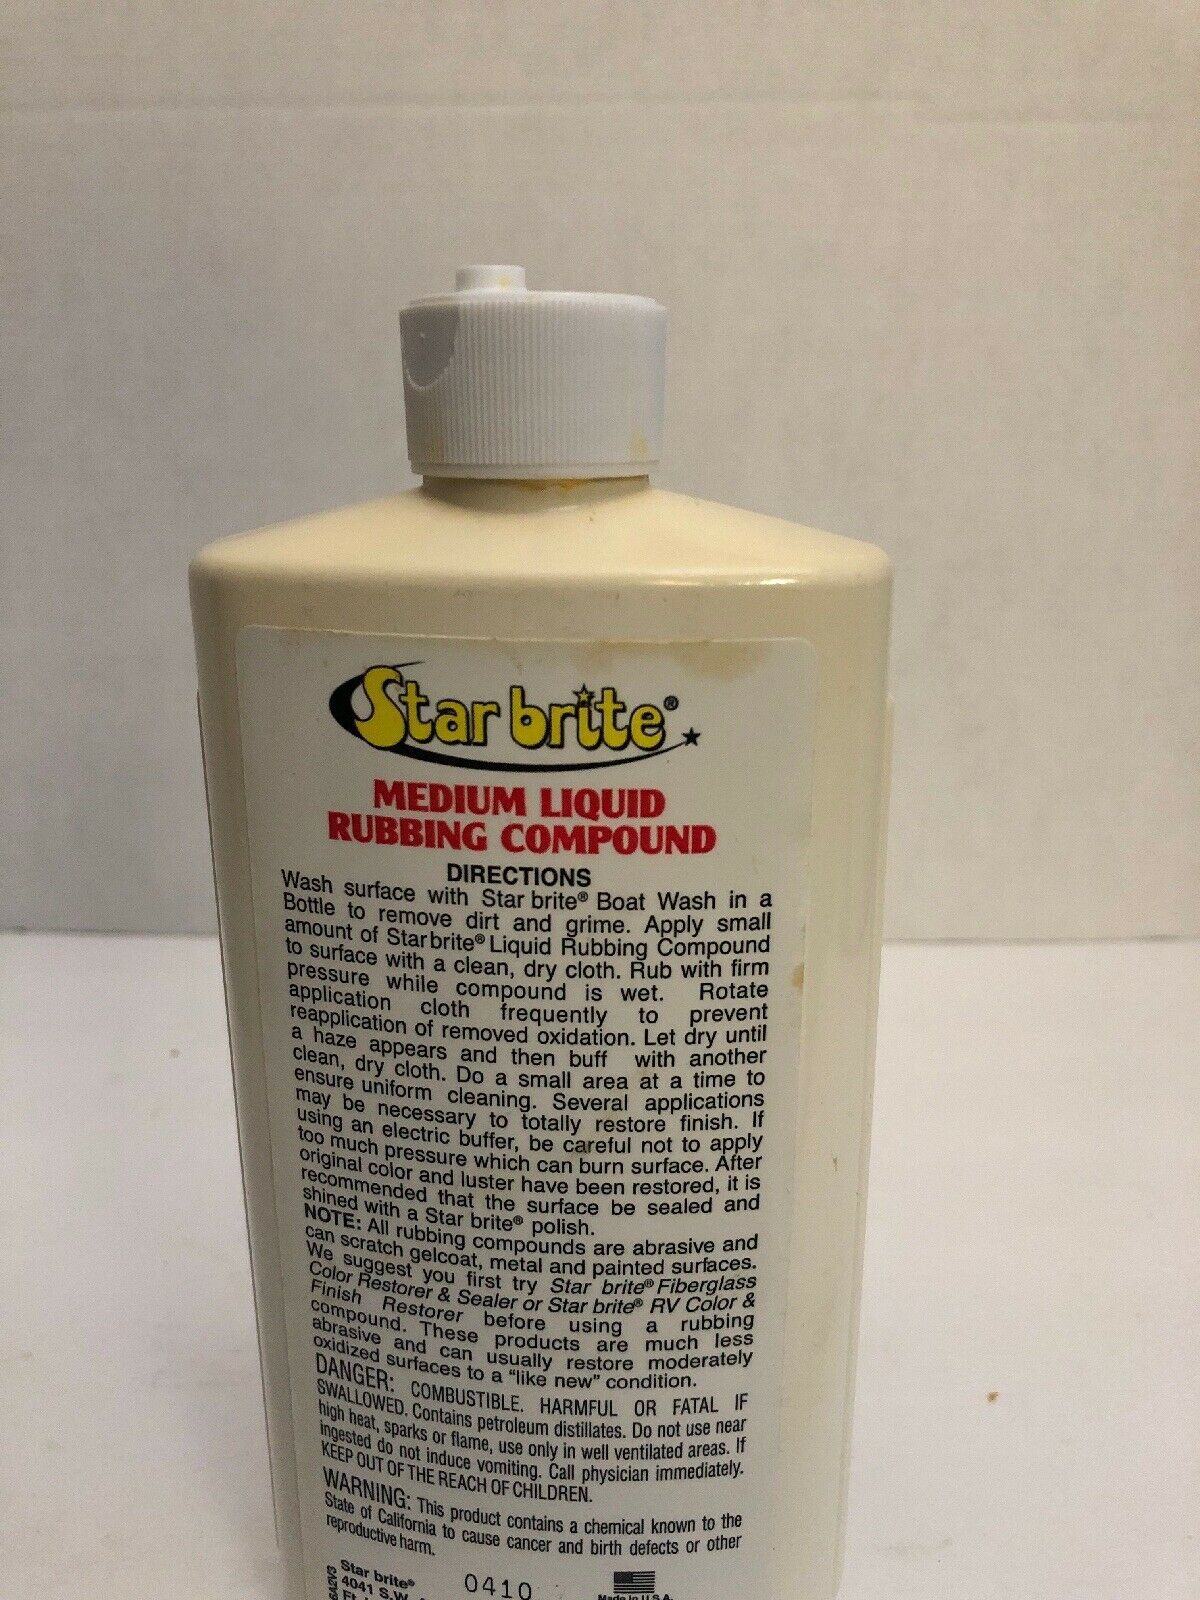 Star brite®
MEDIUM LIQUID
RUBBING COMPOUND
DIRECTIONS
Wash surface with Star brite® Boat Wash in a
Bottle to remove dirt and grime. Apply small
amount of Starbrite® Liquid Rubbing Compound
to surface with a clean, dry cloth. Rub with firm
pressure while compound is wet. Rotate
application cloth frequently to prevent
reapplication of removed oxidation. Let dry until
a haze appears and then buff with another
clean, dry cloth. Do a small area at a time to
ensure uniform cleaning. Several applications
may be necessary to totally restore finish. If
using an electric buffer, be careful not to apply
too much pressure which can burn surface. After
original color and luster have been restored, it is
recommended that the surface be sealed and
shined with a Star brite® polish.
NOTE: All rubbing compounds are abrasive and
can scratch gelcoat, metal and painted surfaces.
We suggest you first try Star brite® Fiberglass
Color Restorer & Sealer or Star brite® RV Color &
Finish Restorer before using a rubbing
compound. These products are much less
abrasive and can usually restore moderately
oxidized surfaces to a "like new" condition.
DANGER: COMBUSTIBLE. HARMFUL OR FATAL IF
SWALLOWED. Contains petroleum distillates. Do not use near
high heat, sparks or flame, use only in well ventilated areas. If
ingested do not induce vomiting. Call physician immediately.
KEEP OUT OF THE REACH OF CHILDREN.
WARNING: This product contains a chemical known to the
State of California to cause cancer and birth defects or other
reproductive harm.
Star brite®
4041 S.W.
Ft.
0410
Made in U.S.A.